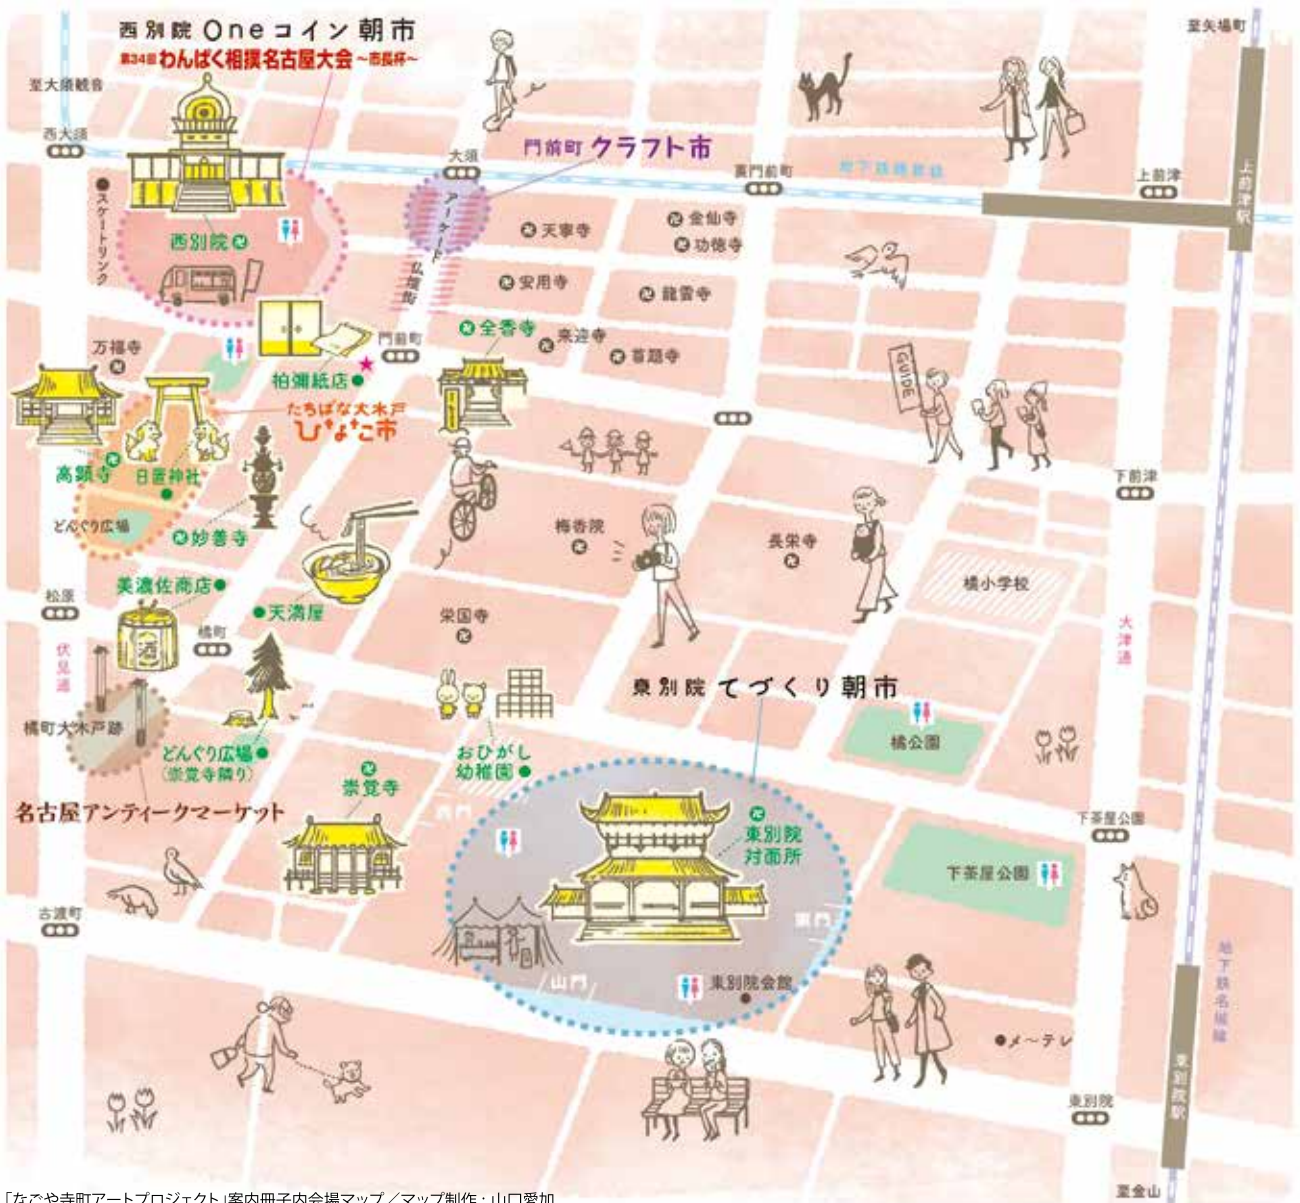 西別院 Oneコイン朝市
第34回 わんぱく相撲名古屋大会 ～市長杯～
至矢場町
至大須観音
西大須
大須
門前町 クラフト市
裏門前町
地下鉄鶴舞線
上前津
上前津駅
スケートリンク
西別院
アーケード
仏壇街
天寧寺
金仙寺
功徳寺
安用寺
龍雲寺
万福寺
門前町
全香寺
来迎寺
首題寺
柏彌紙店
GUIDE
たちばな大木戸
ひなたこ市
高顕寺
日置神社
下前津
どんぐり広場
妙善寺
梅香院
長栄寺
橘小学校
美濃佐商店
松原
天満屋
栄国寺
橘町
大津通
伏見通
酒
東別院 てづくり朝市
橘町大木戸跡
どんぐり広場
（崇覚寺隣り）
おひがし
幼稚園
橘公園
崇覚寺
名古屋アンティークマーケット
西門
東別院
対面所
下茶屋公園
下茶屋公園
古渡町
東門
山門
東別院会館
地下鉄名城線
メ〜テレ
東別院駅
東別院
至金山
「なごや寺町アートプロジェクト」案内冊子内会場マップ／マップ制作：山口愛加